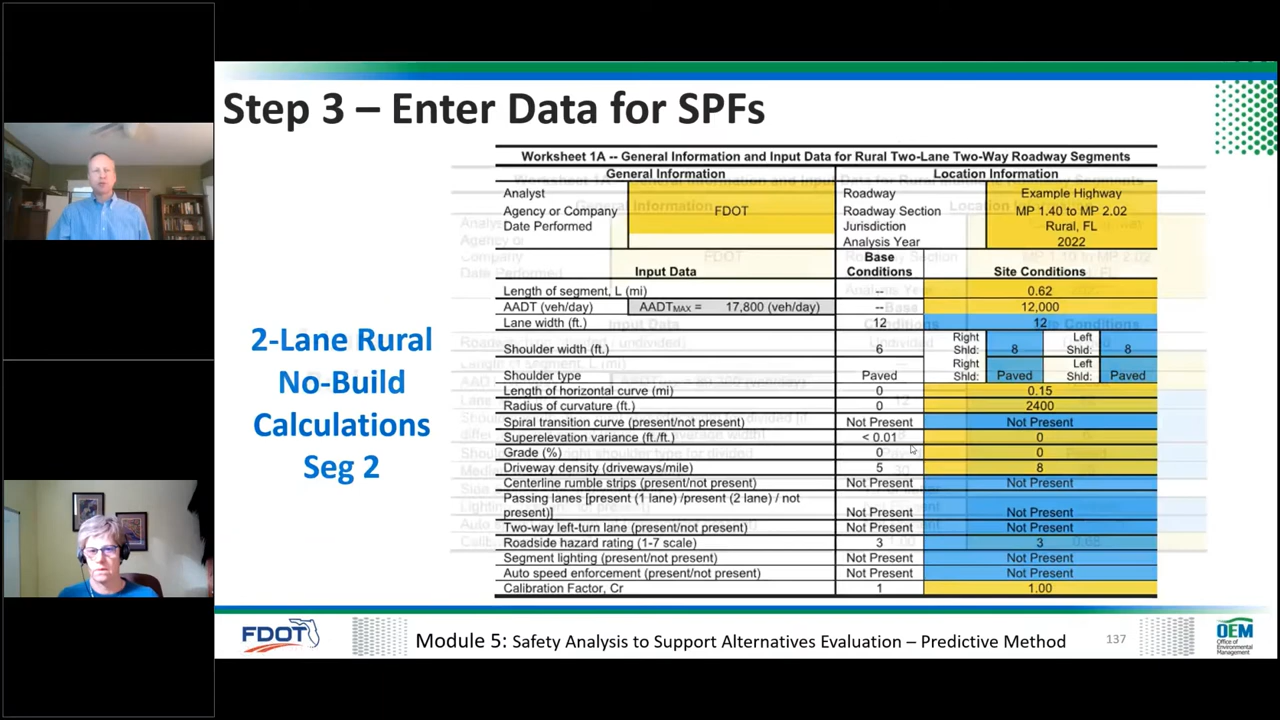 Step 3 – Enter Data for SPFs
2-Lane Rural
No-Build
Calculations
Seg 2
Worksheet 1A -- General Information and Input Data for Rural Two-Lane Two-Way Roadway Segments
General Information Location Information
Analyst Roadway Example Highway
Agency or Company FDOT Roadway Section MP 1.40 to MP 2.02
Date Performed Jurisdiction Rural, FL
Analysis Year 2022
Input Data Base Conditions Site Conditions
Length of segment, L (mi) -- 0.62
AADT (veh/day) AADTMAX = 17,800 (veh/day) -- 12,000
Lane width (ft.) 12 12
Shoulder width (ft.) 6 Right Shld: 8 Left Shld: 8
Shoulder type Paved Right Shld: Paved Left Shld: Paved
Length of horizontal curve (mi) 0 0.15
Radius of curvature (ft.) 0 2400
Spiral transition curve (present/not present) Not Present Not Present
Superelevation variance (ft./ft.) < 0.01 0
Grade (%) 0 0
Driveway density (driveways/mile) 5 8
Centerline rumble strips (present/not present) Not Present Not Present
Passing lanes [present (1 lane) /present (2 lane) / not
present)] Not Present Not Present
Two-way left-turn lane (present/not present) Not Present Not Present
Roadside hazard rating (1-7 scale) 3 3
Segment lighting (present/not present) Not Present Not Present
Auto speed enforcement (present/not present) Not Present Not Present
Calibration Factor, Cr 1 1.00
FDOT
Module 5: Safety Analysis to Support Alternatives Evaluation – Predictive Method
137
OEM
Office of
Environmental
Management